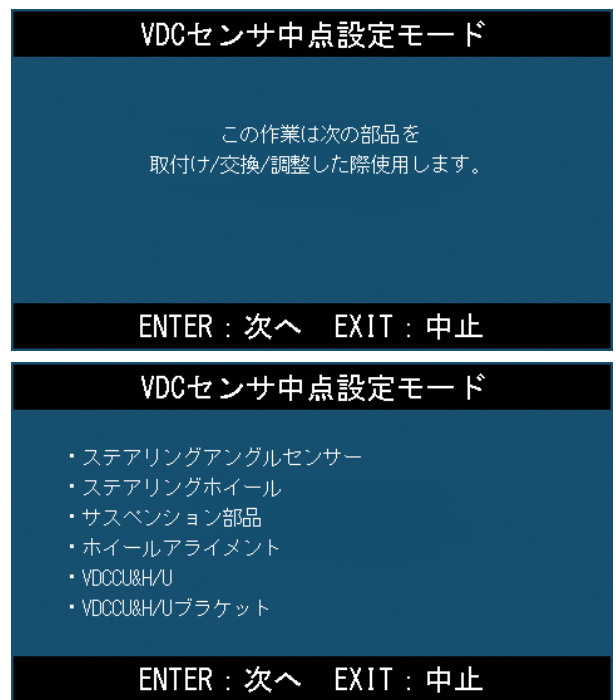 VDCセンサ中点設定モード
この作業は次の部品を
取付け/交換/調整した際使用します。
ENTER：次へ　EXIT：中止
VDCセンサ中点設定モード
・ステアリングアングルセンサー
・ステアリングホイール
・サスペンション部品
・ホイールアライメント
・VDCCU&H/U
・VDCCU&H/Uブラケット
ENTER：次へ　EXIT：中止